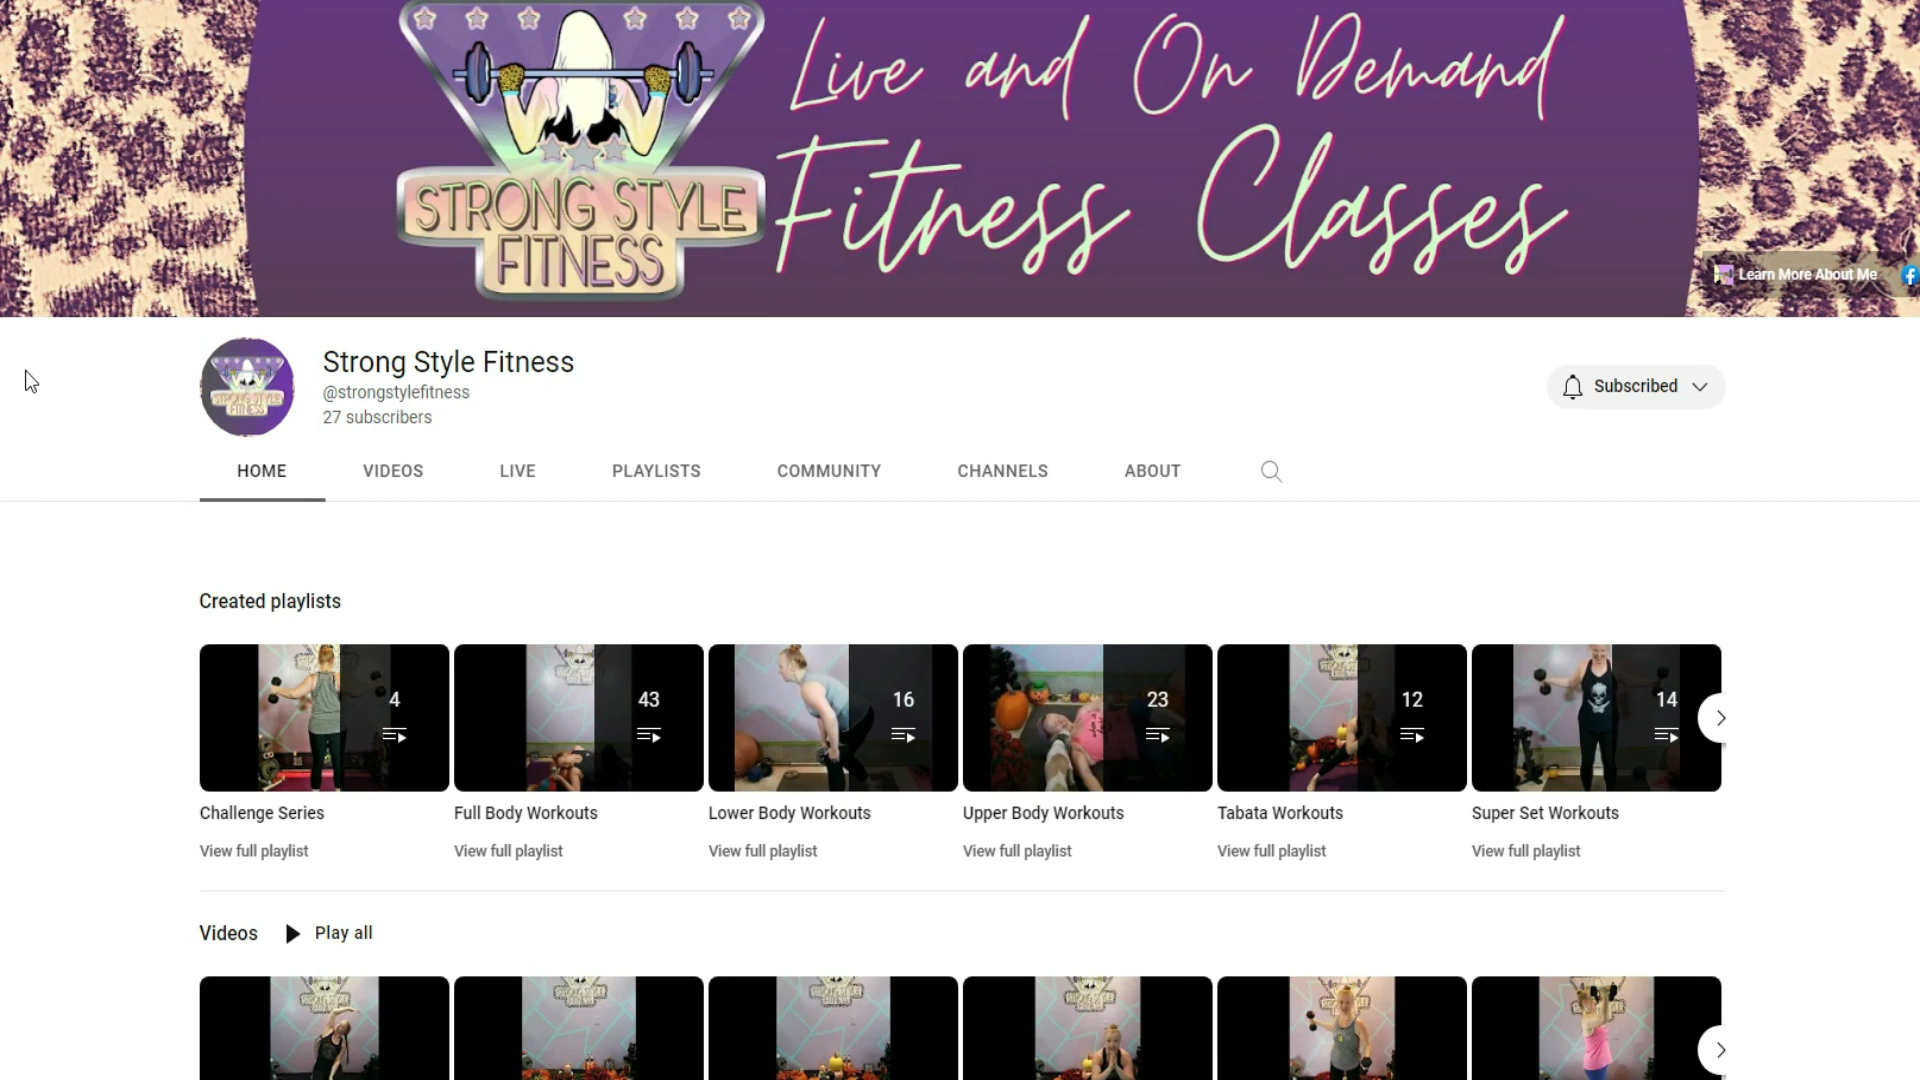 Live and On Demand
Fitness Classes
STRONG STYLE
FITNESS
Learn More About Me
STRONG STYLE
FITNESS
Strong Style Fitness
@strongstylefitness
27 subscribers
Subscribed
HOME
VIDEOS
LIVE
PLAYLISTS
COMMUNITY
CHANNELS
ABOUT
Created playlists
4
43
16
23
12
14
Challenge Series
Full Body Workouts
Lower Body Workouts
Upper Body Workouts
Tabata Workouts
Super Set Workouts
View full playlist
View full playlist
View full playlist
View full playlist
View full playlist
View full playlist
Videos
Play all